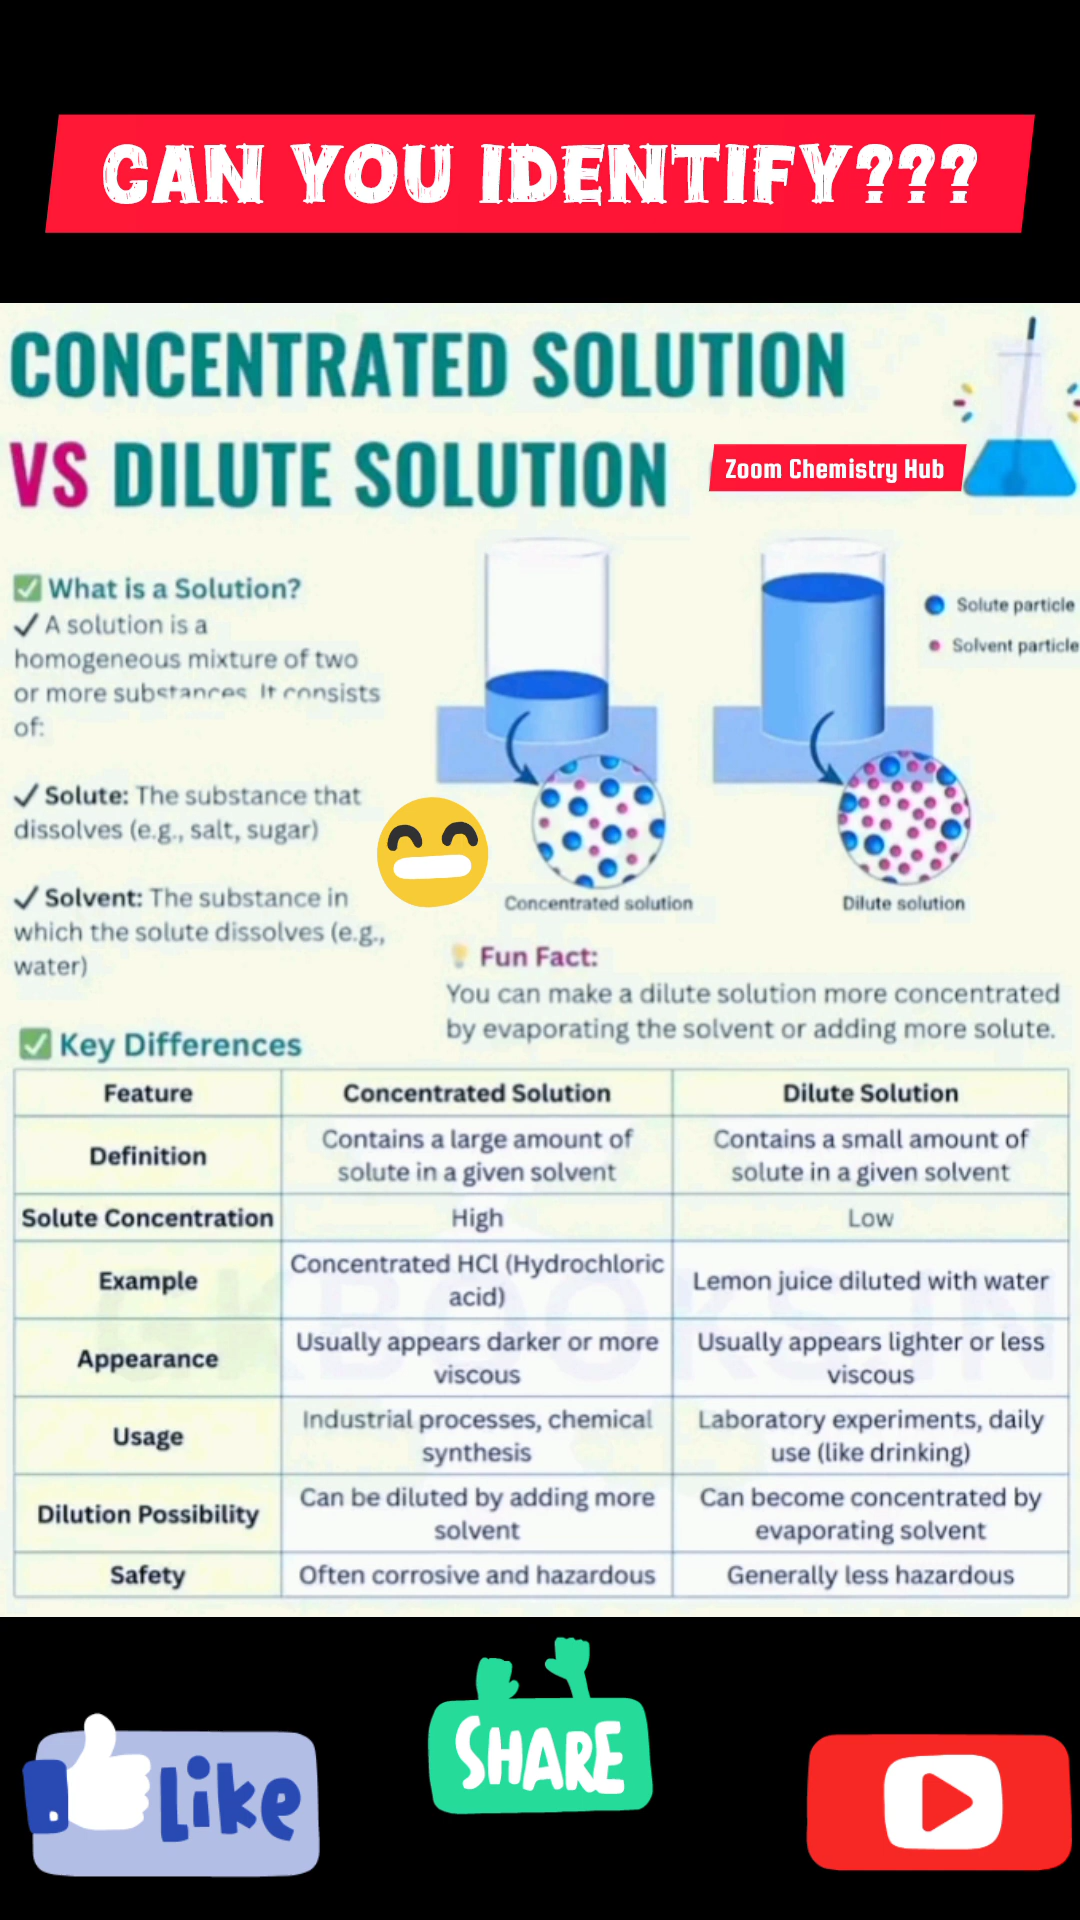 CAN YOU IDENTIFY???
CONCENTRATED SOLUTION
VS DILUTE SOLUTION
Zoom Chemistry Hub
✅ What is a Solution?
✓ A solution is a
homogeneous mixture of two
or more substances. It consists
of:
✓ Solute: The substance that
dissolves (e.g., salt, sugar)
✓ Solvent: The substance in
which the solute dissolves (e.g.,
water)
Solute particle
Solvent particle
Concentrated solution
Dilute solution
Fun Fact:
You can make a dilute solution more concentrated
by evaporating the solvent or adding more solute.
✅ Key Differences
Feature
Concentrated Solution
Dilute Solution
Definition
Contains a large amount of
solute in a given solvent
Contains a small amount of
solute in a given solvent
Solute Concentration
High
Low
Example
Concentrated HCl (Hydrochloric
acid)
Lemon juice diluted with water
Appearance
Usually appears darker or more
viscous
Usually appears lighter or less
viscous
Usage
Industrial processes, chemical
synthesis
Laboratory experiments, daily
use (like drinking)
Dilution Possibility
Can be diluted by adding more
solvent
Can become concentrated by
evaporating solvent
Safety
Often corrosive and hazardous
Generally less hazardous
GKBOOKS.IN
Like
SHARE